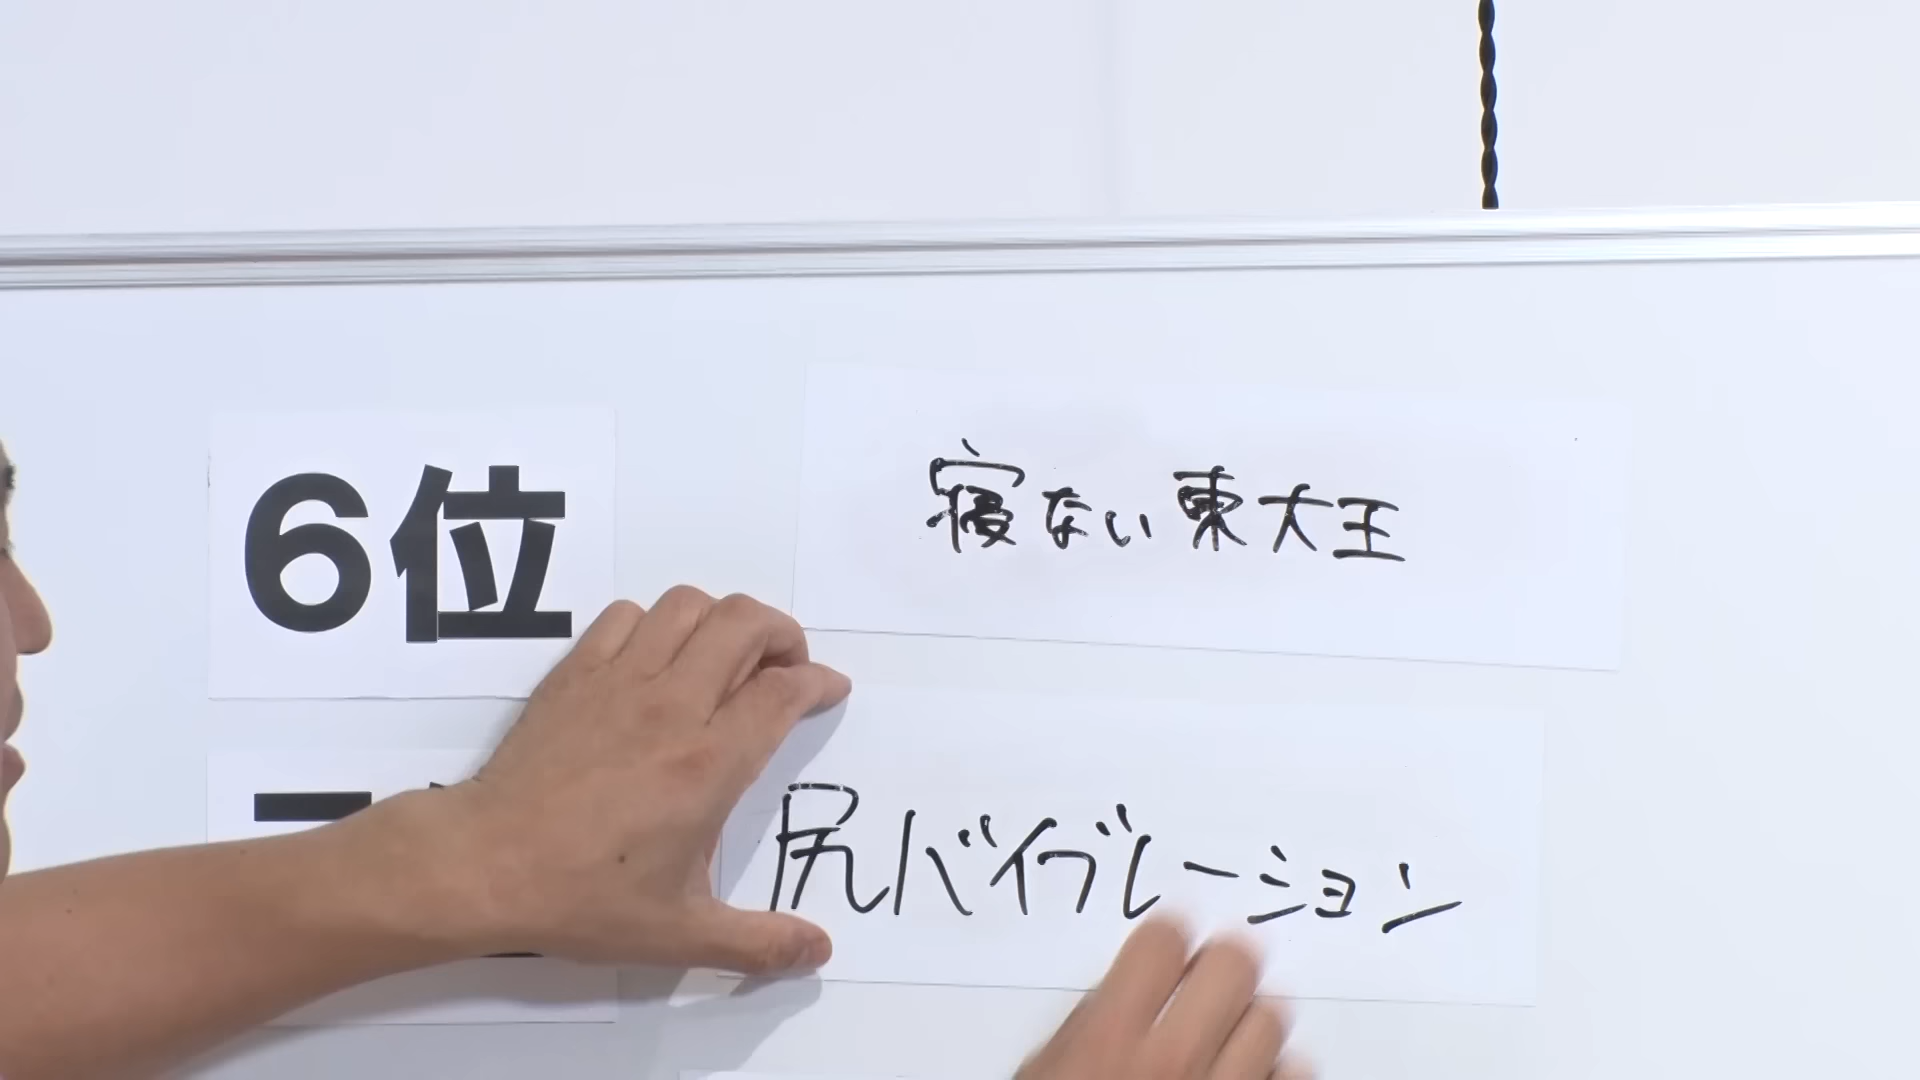 6位
寝ない東大王
尻バイブレーション